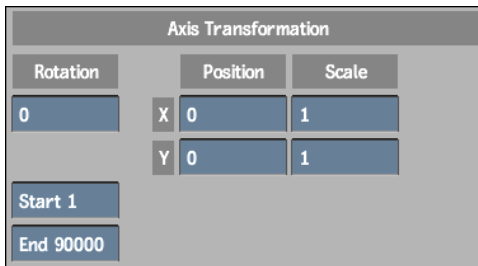 Axis Transformation
Rotation Position Scale
0 X 0 1
Y 0 1
Start 1
End 90000